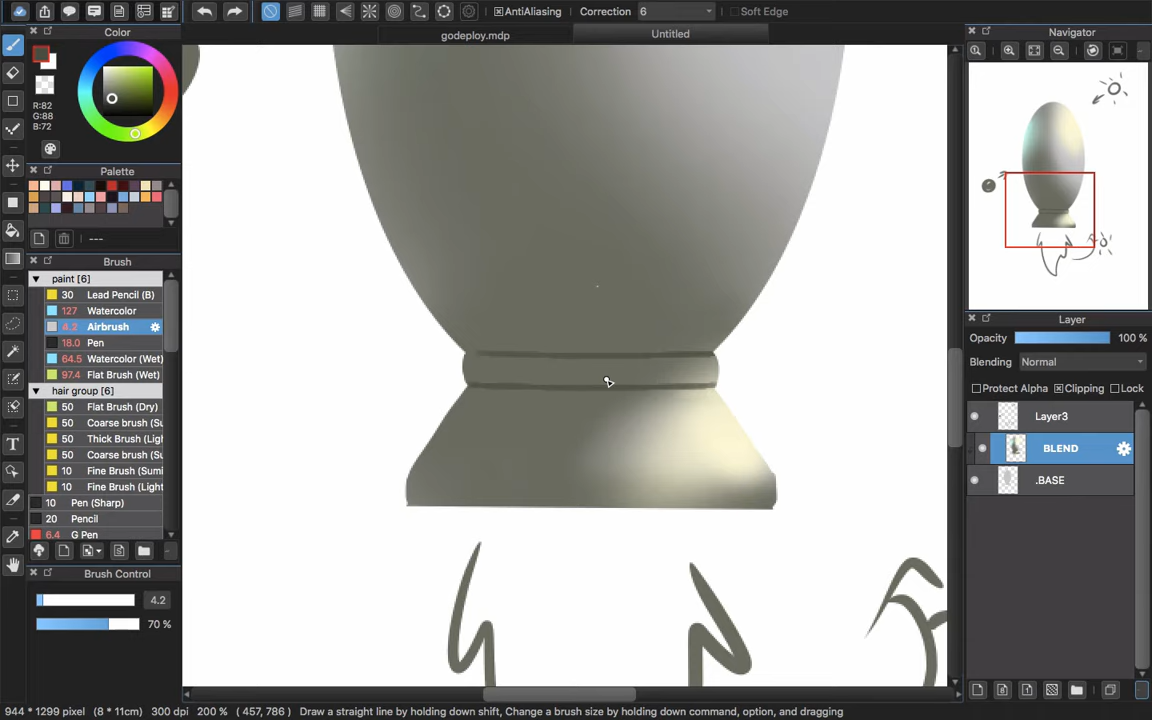 AntiAliasing Correction 6 Soft Edge
godeploy.mdp Untitled
Color
R:82
G:88
B:72
Palette
---
Brush
paint [6]
30 Lead Pencil (B)
127 Watercolor
4.2 Airbrush
18.0 Pen
64.5 Watercolor (Wet)
97.4 Flat Brush (Wet)
hair group [6]
50 Flat Brush (Dry)
50 Coarse brush (Su
50 Thick Brush (Ligh
50 Coarse brush (Su
10 Fine Brush (Sumi
10 Fine Brush (Light
10 Pen (Sharp)
20 Pencil
6.4 G Pen
Brush Control
4.2
70 %
Navigator
Layer
Opacity 100 %
Blending Normal
Protect Alpha Clipping Lock
Layer3
BLEND
.BASE
944 * 1299 pixel (8 * 11cm) 300 dpi 200 % ( 457, 786 ) Draw a straight line by holding down shift, Change a brush size by holding down command, option, and dragging